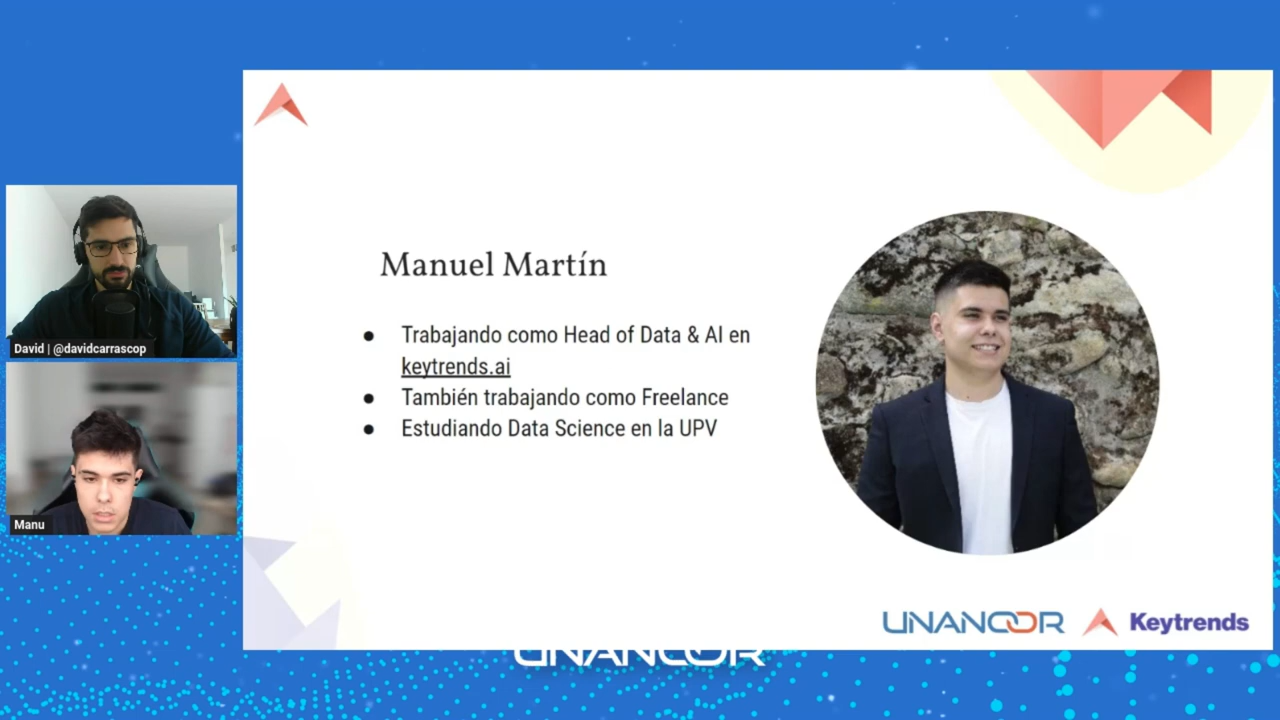 Manuel Martín
● Trabajando como Head of Data & AI en
keytrends.ai
● También trabajando como Freelance
● Estudiando Data Science en la UPV
David | @davidcarrascop
Manu
UNANCOR
Keytrends
UNANCOR